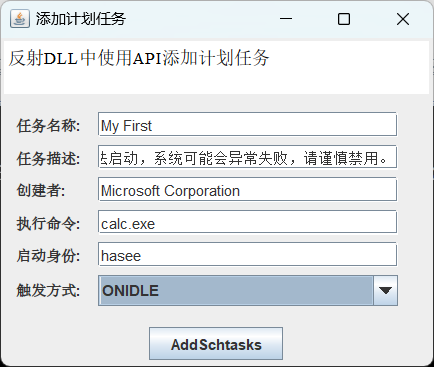 添加计划任务
反射DLL中使用API添加计划任务
任务名称: My First
任务描述: 法启动，系统可能会异常失败，请谨慎禁用。
创建者: Microsoft Corporation
执行命令: calc.exe
启动身份: hasee
触发方式: ONIDLE
AddSchtasks